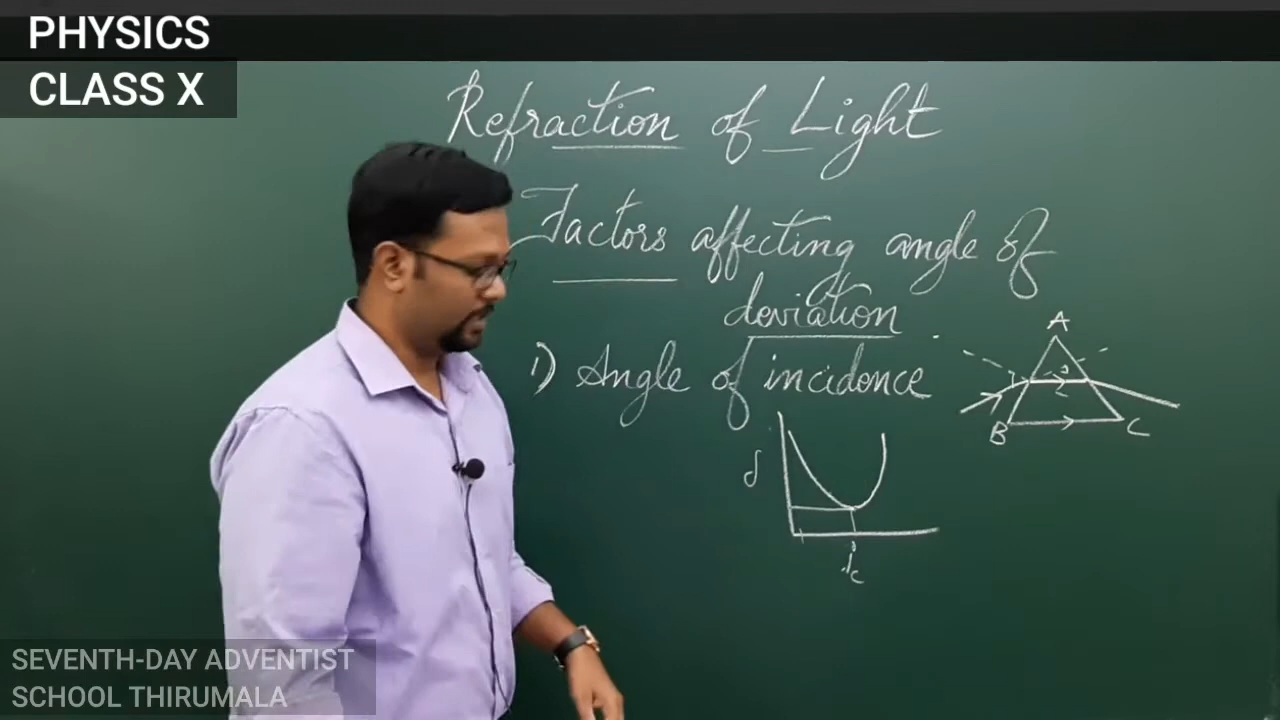 PHYSICS
CLASS X
Refraction of Light
Factors affecting angle of
deviation
1) Angle of incidence
A
B
C
d
i
SEVENTH-DAY ADVENTIST
SCHOOL THIRUMALA